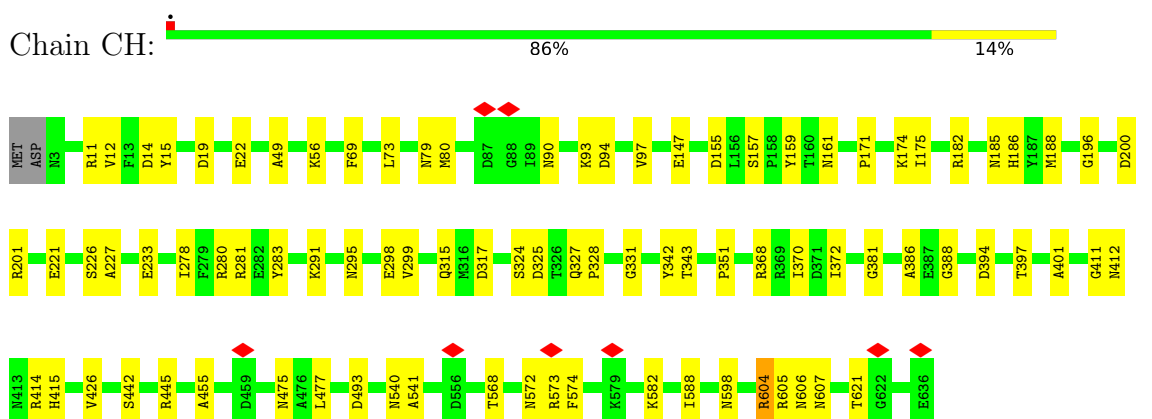 Chain CH:
86%
14%
MET ASP N3 R11 V12 F13 D14 Y15 D19 E22 A49 K56 F69 L73 N79 M80 D87 G88 I89 N90 K93 D94 V97 E147 D155 L156 S157 P158 Y159 T160 N161 P171 K174 I175 R182 N185 H186 Y187 M188 G196 D200
R201 E221 S226 A227 E233 I278 F279 R280 R281 E282 Y283 K291 N295 E298 V299 Q315 M316 D317 S324 D325 T326 Q327 P328 G331 Y342 T343 P351 R368 R369 I370 D371 I372 G381 A386 E387 G388 D394 T397 A401 G411 N412
N413 R414 H415 V426 S442 R445 A455 D459 N475 A476 L477 D493 N540 A541 D556 T568 N572 R573 F574 K579 K582 I588 N598 R604 R605 N606 N607 T621 G622 E636